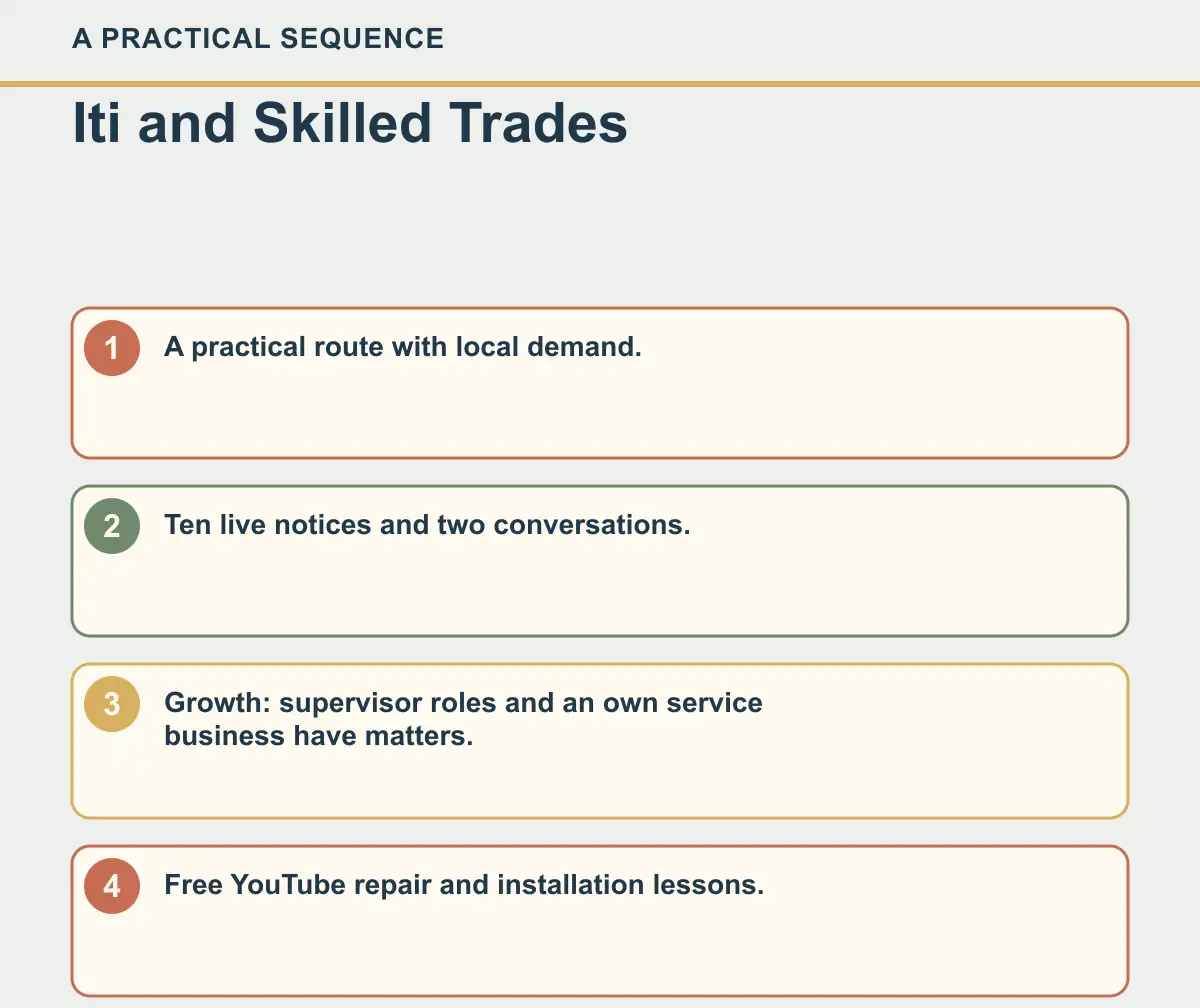 A PRACTICAL SEQUENCE
Iti and Skilled Trades
1
A practical route with local demand.
2
Ten live notices and two conversations.
3
Growth: supervisor roles and an own service
business have matters.
4
Free YouTube repair and installation lessons.